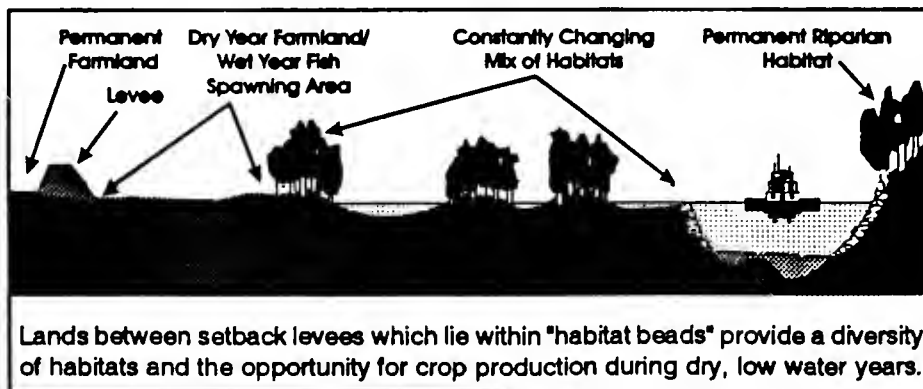 Permanent
Farmland
Levee
Dry Year Farmland/
Wet Year Fish
Spawning Area
Constantly Changing
Mix of Habitats
Permanent Riparian
Habitat
Lands between setback levees which lie within "habitat beads" provide a diversity
of habitats and the opportunity for crop production during dry, low water years.